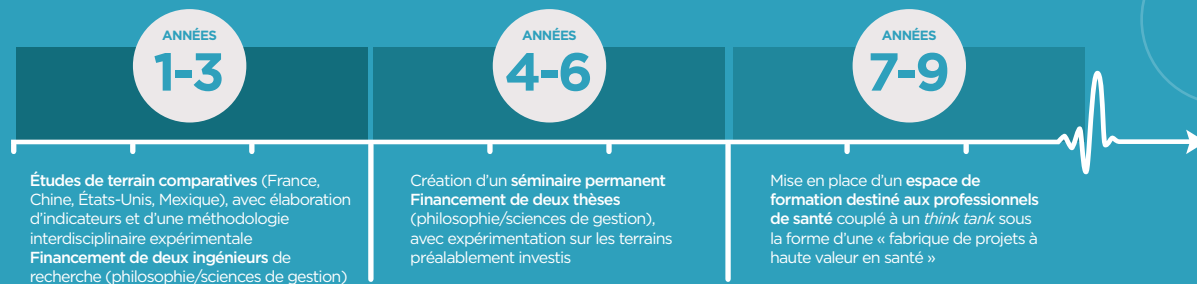 ANNÉES
1-3
ANNÉES
4-6
ANNÉES
7-9
Études de terrain comparatives (France,
Chine, États-Unis, Mexique), avec élaboration
d’indicateurs et d’une méthodologie
interdisciplinaire expérimentale
Financement de deux ingénieurs de
recherche (philosophie/sciences de gestion)
Création d’un séminaire permanent
Financement de deux thèses
(philosophie/sciences de gestion),
avec expérimentation sur les terrains
préalablement investis
Mise en place d’un espace de
formation destiné aux professionnels
de santé couplé à un think tank sous
la forme d’une « fabrique de projets à
haute valeur en santé »